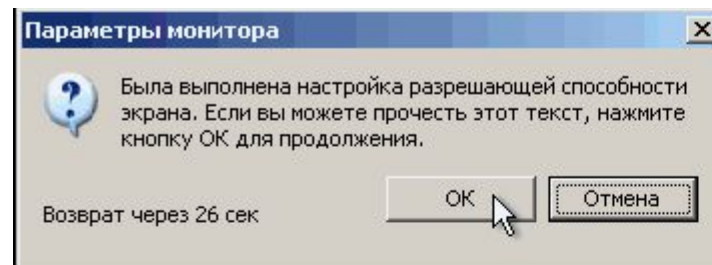 Параметры монитора
Была выполнена настройка разрешающей способности
экрана. Если вы можете прочесть этот текст, нажмите
кнопку ОК для продолжения.
Возврат через 26 сек
ОК
Отмена